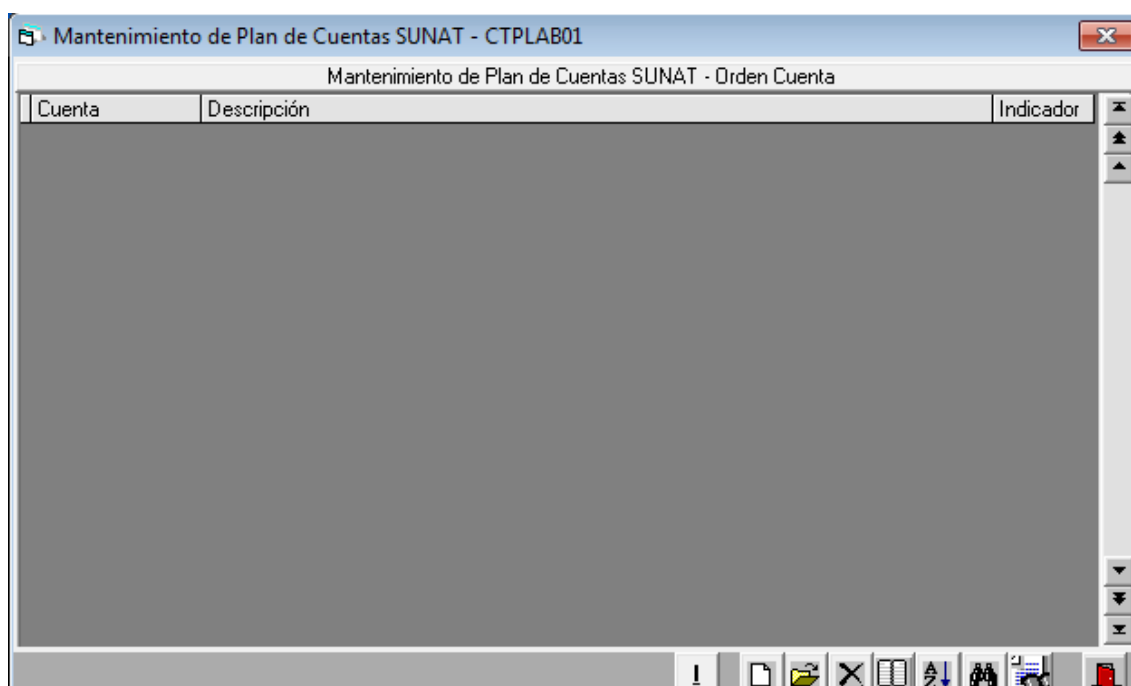 Mantenimiento de Plan de Cuentas SUNAT - CTPLAB01
Mantenimiento de Plan de Cuentas SUNAT - Orden Cuenta
Cuenta Descripción Indicador